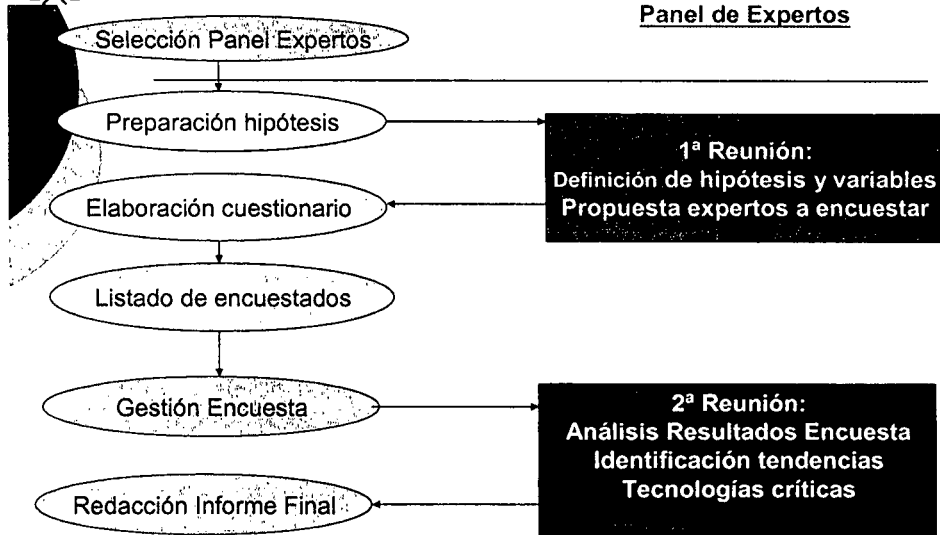 Panel de Expertos
Selección Panel Expertos
Preparación hipótesis
1ª Reunión:
Definición de hipótesis y variables
Propuesta expertos a encuestar
Elaboración cuestionario
Listado de encuestados
Gestión Encuesta
2ª Reunión:
Análisis Resultados Encuesta
Identificación tendencias
Tecnologías críticas
Redacción Informe Final